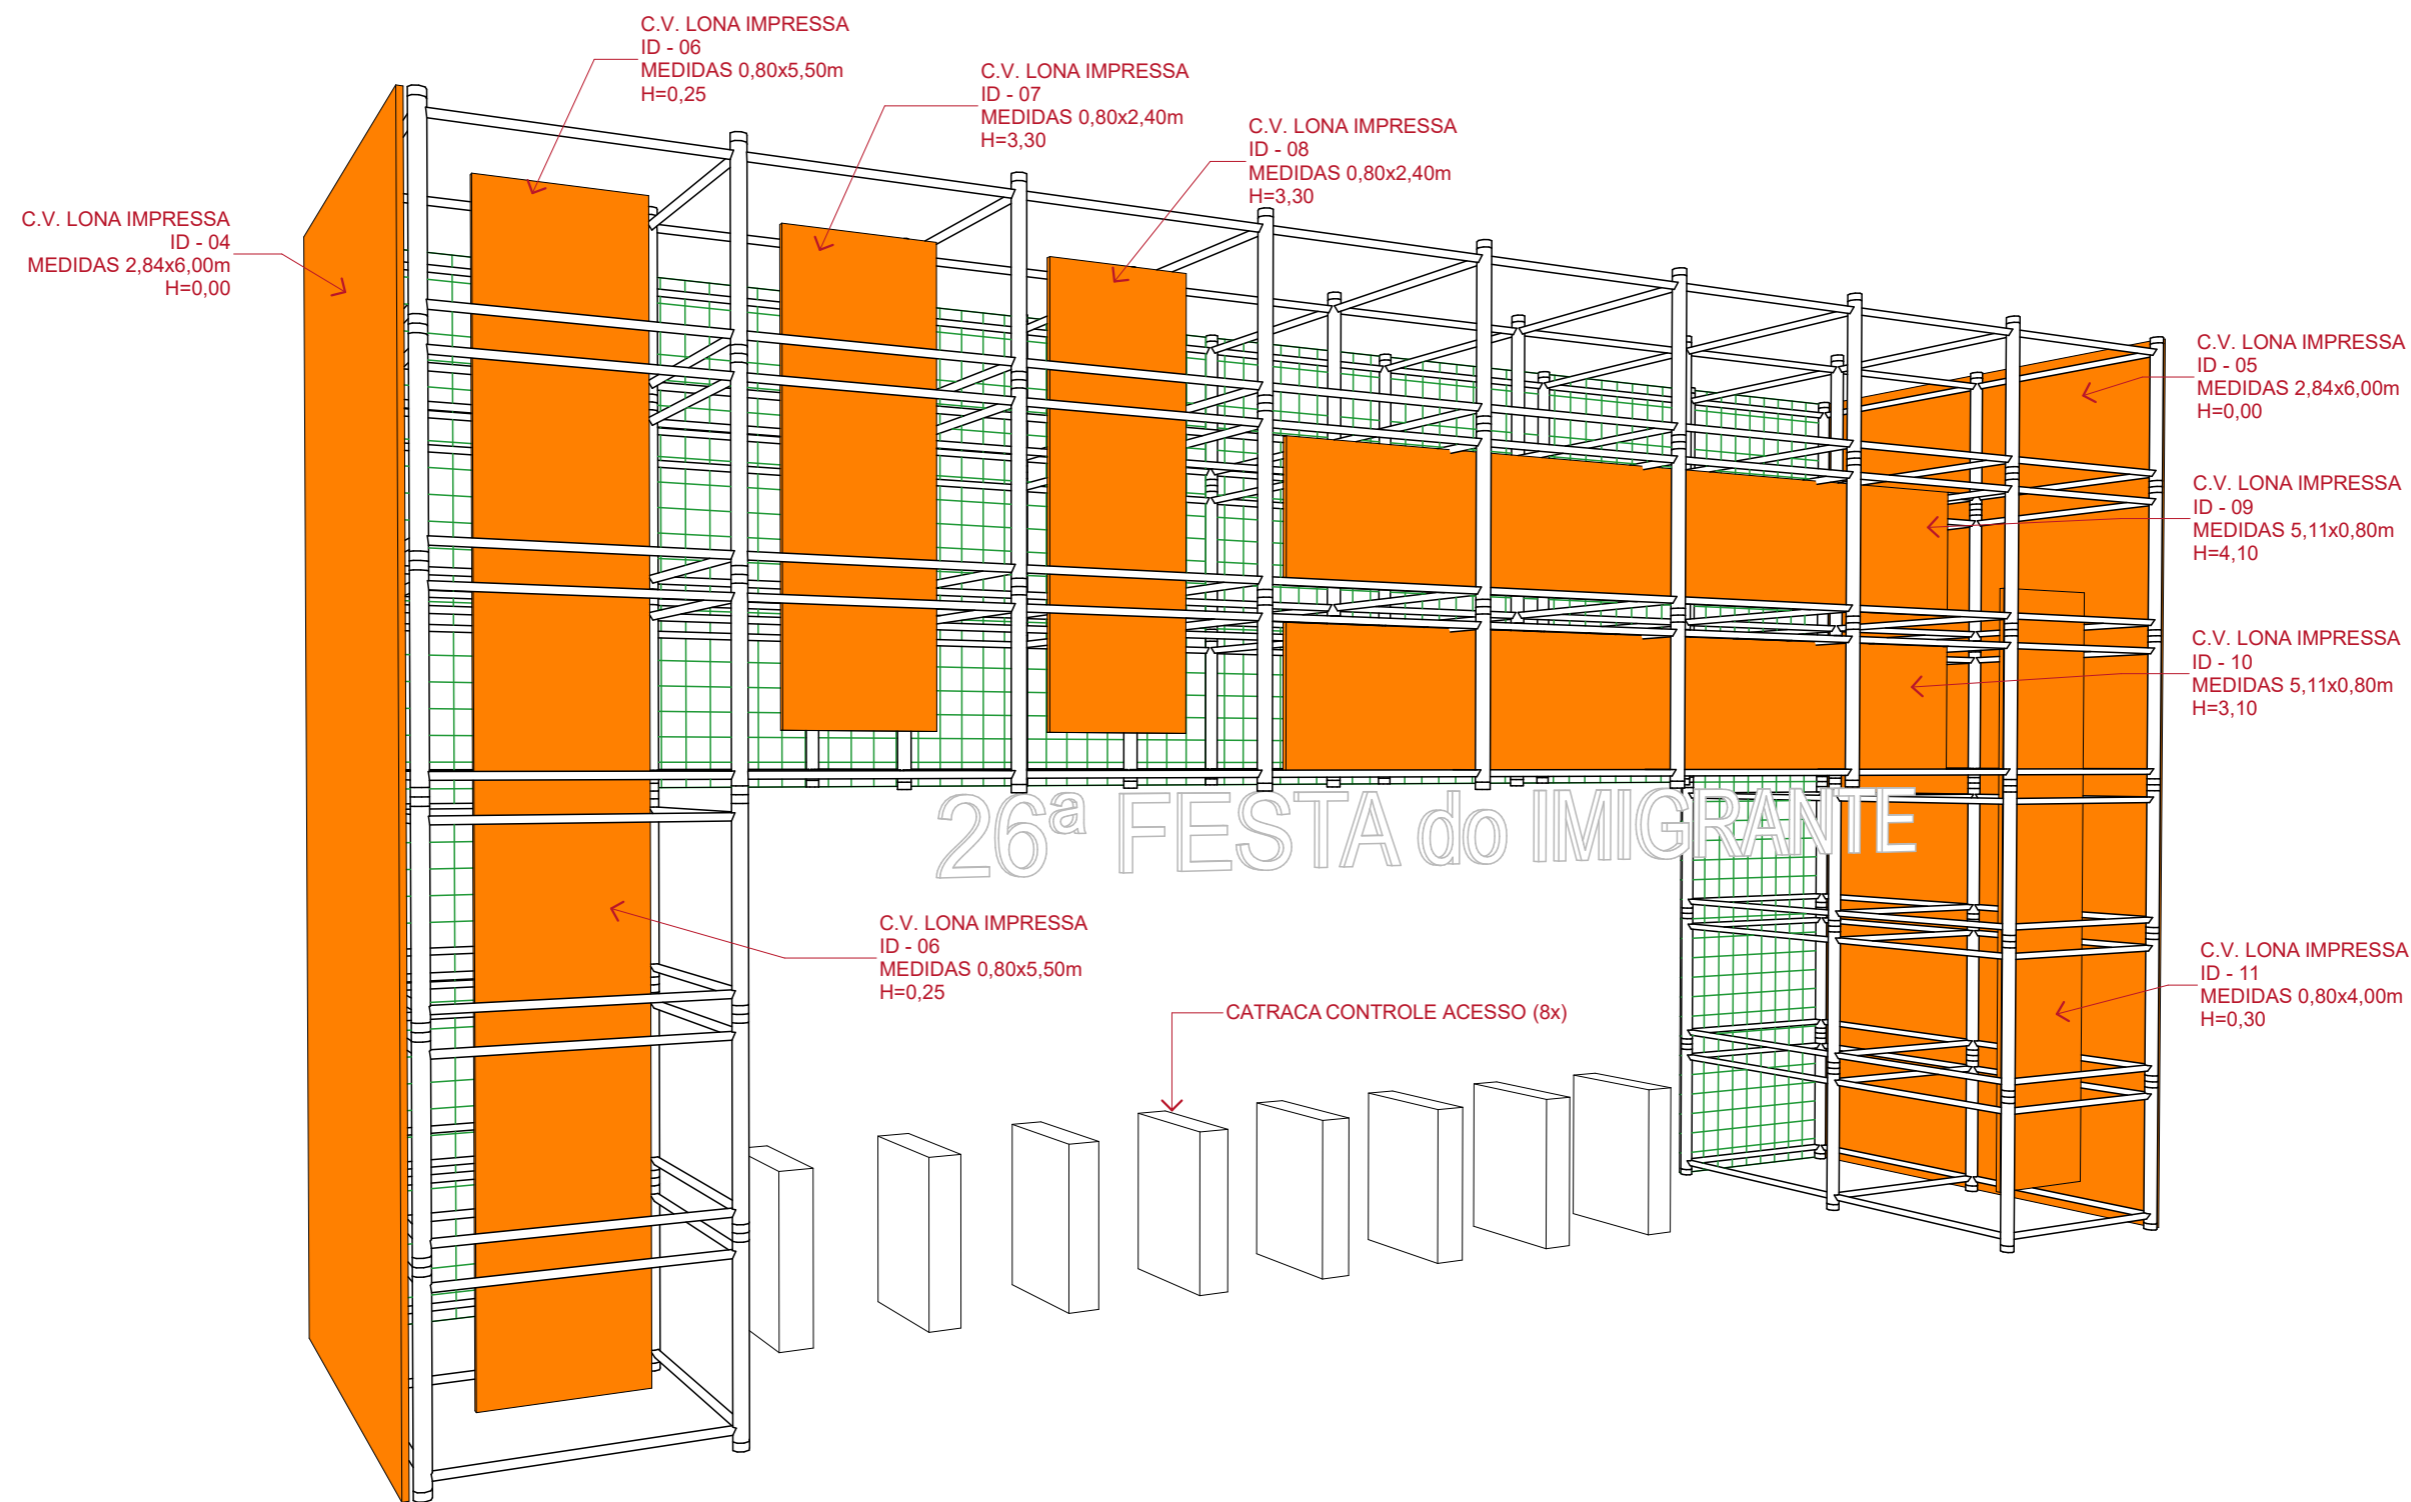 C.V. LONA IMPRESSA
ID - 06
MEDIDAS 0,80x5,50m
H=0,25
C.V. LONA IMPRESSA
ID - 07
MEDIDAS 0,80x2,40m
H=3,30
C.V. LONA IMPRESSA
ID - 08
MEDIDAS 0,80x2,40m
H=3,30
C.V. LONA IMPRESSA
ID - 04
MEDIDAS 2,84x6,00m
H=0,00
C.V. LONA IMPRESSA
ID - 05
MEDIDAS 2,84x6,00m
H=0,00
C.V. LONA IMPRESSA
ID - 09
MEDIDAS 5,11x0,80m
H=4,10
C.V. LONA IMPRESSA
ID - 10
MEDIDAS 5,11x0,80m
H=3,10
26ª FESTA do IMIGRANTE
C.V. LONA IMPRESSA
ID - 06
MEDIDAS 0,80x5,50m
H=0,25
C.V. LONA IMPRESSA
ID - 11
MEDIDAS 0,80x4,00m
H=0,30
CATRACA CONTROLE ACESSO (8x)